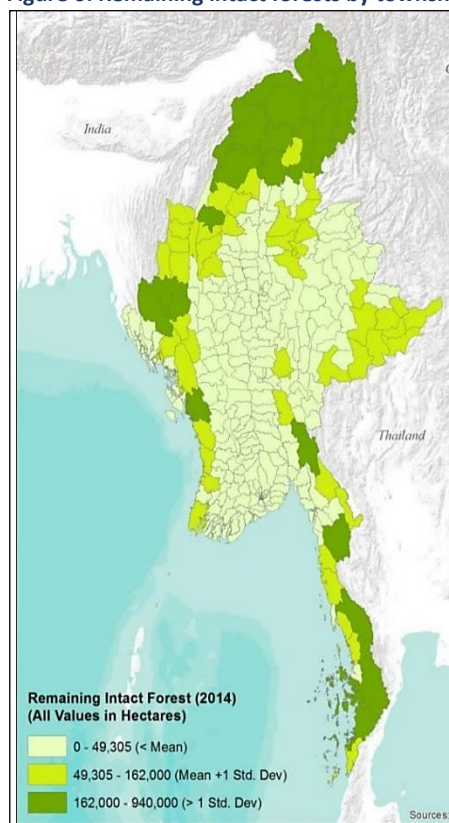 India
Thailand
Remaining Intact Forest (2014)
(All Values in Hectares)
0 - 49,305 (< Mean)
49,305 - 162,000 (Mean +1 Std. Dev)
162,000 - 940,000 (> 1 Std. Dev)
Sources: